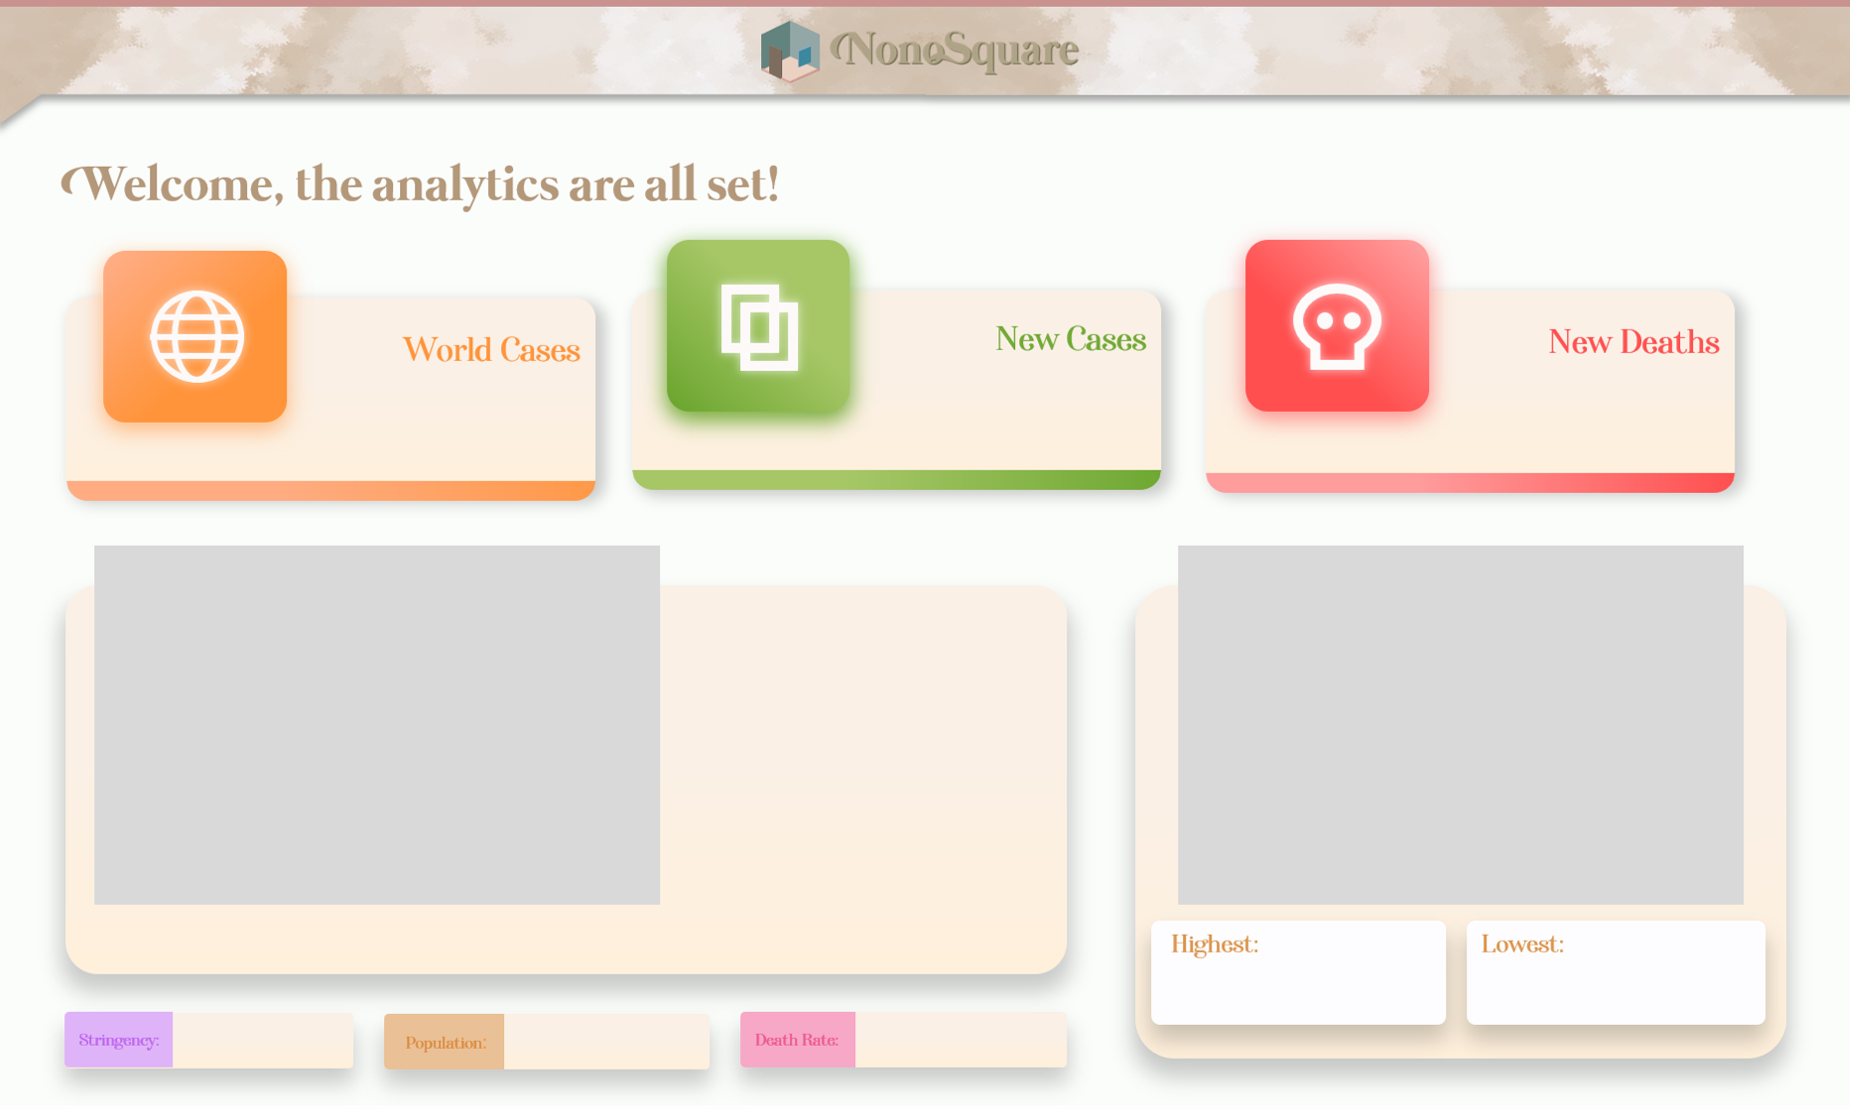 NonoSquare
Welcome, the analytics are all set!
World Cases
New Cases
New Deaths
Highest:
Lowest:
Stringency:
Population:
Death Rate: